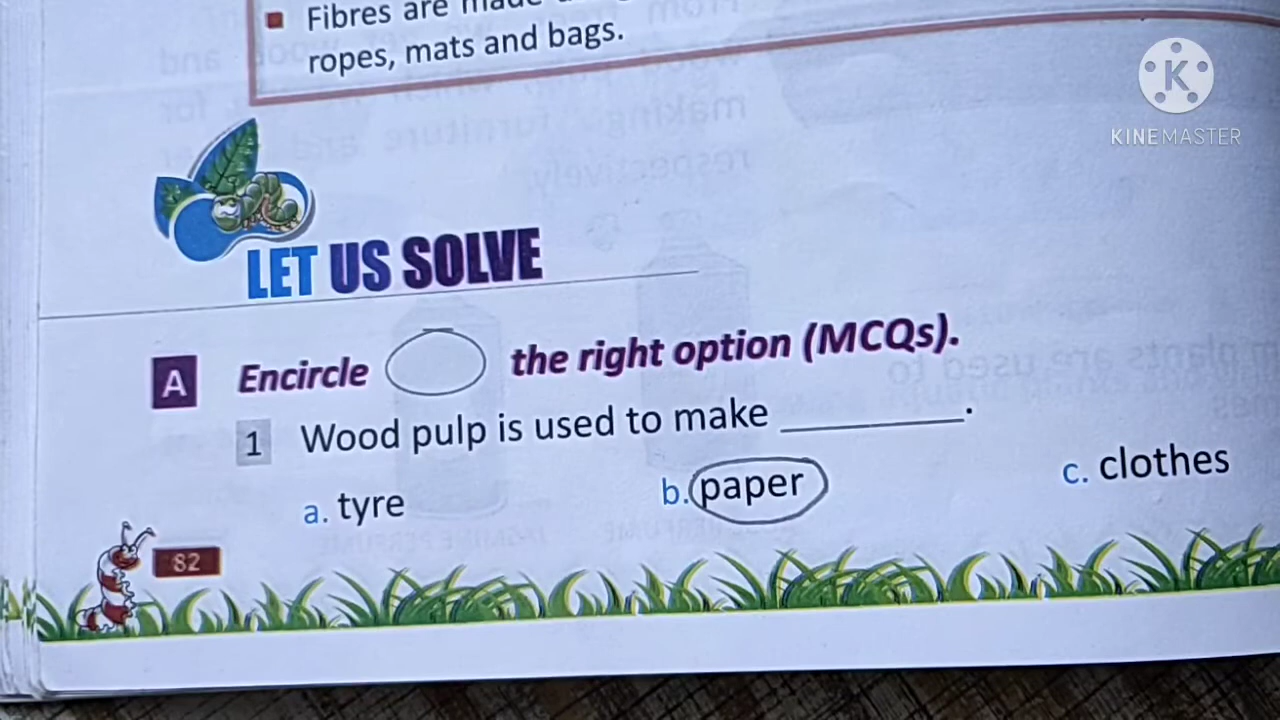 Fibres are
ropes, mats and bags.
KINEMASTER
LET US SOLVE
A Encircle the right option (MCQs).
1 Wood pulp is used to make __________.
a. tyre b. paper c. clothes
82